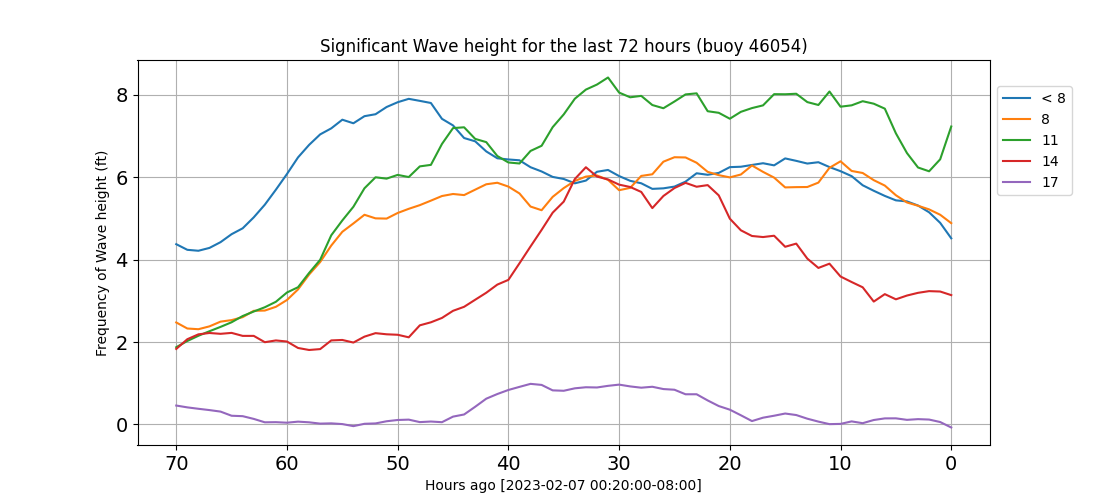 Significant Wave height for the last 72 hours (buoy 46054)
Frequency of Wave height (ft)
8
6
4
2
0
70 60 50 40 30 20 10 0
Hours ago [2023-02-07 00:20:00-08:00]
< 8
8
11
14
17